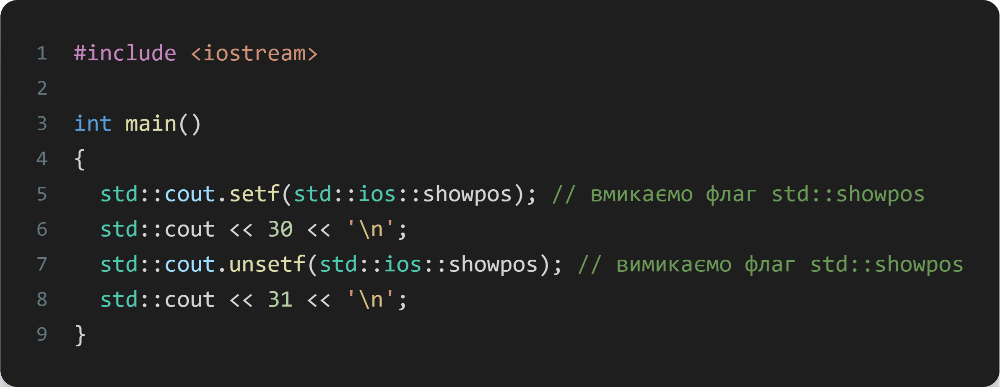 1 #include <iostream>
2
3 int main()
4 {
5   std::cout.setf(std::ios::showpos); // вмикаємо флаг std::showpos
6   std::cout << 30 << '\n';
7   std::cout.unsetf(std::ios::showpos); // вимикаємо флаг std::showpos
8   std::cout << 31 << '\n';
9 }